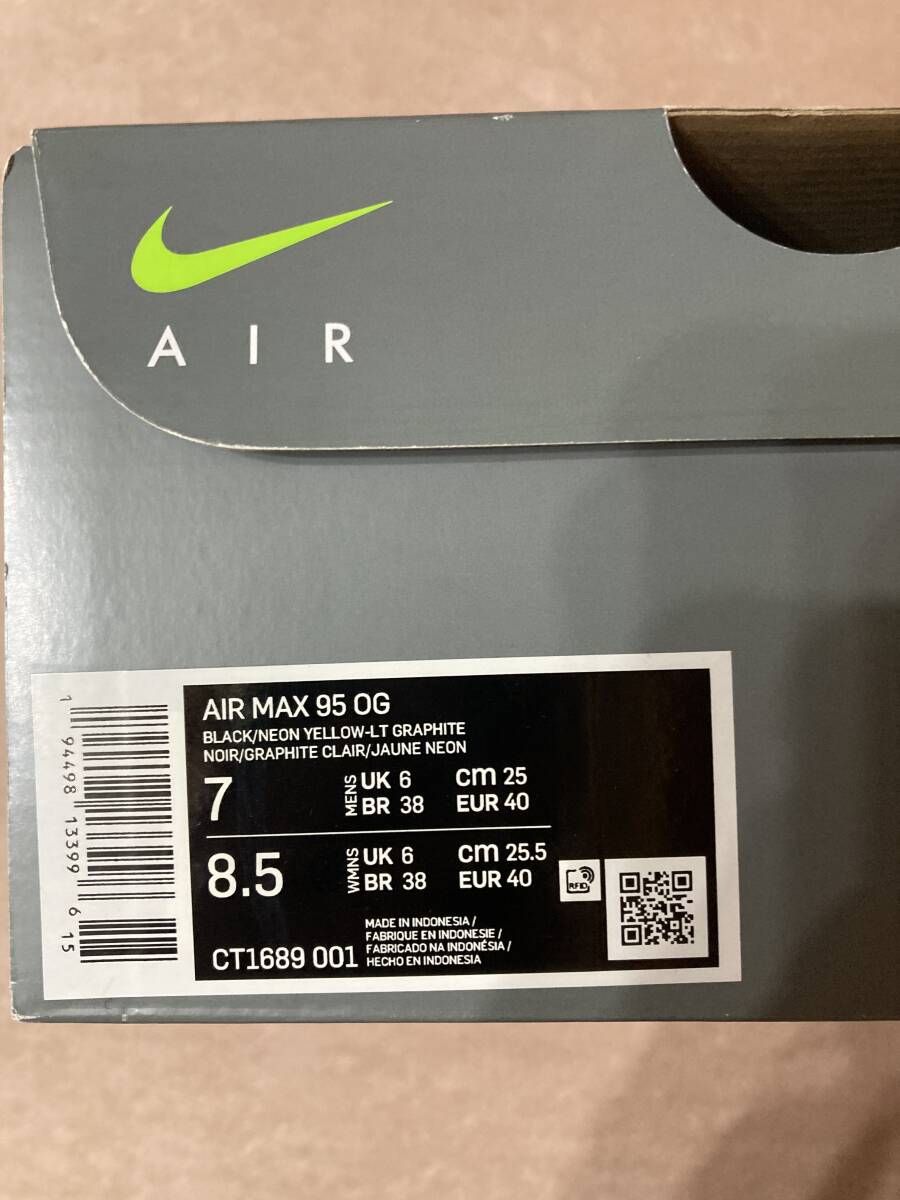 AIR
AIR MAX 95 OG
BLACK/NEON YELLOW-LT GRAPHITE
NOIR/GRAPHITE CLAIR/JAUNE NEON
7 MENS UK 6 cm 25
BR 38 EUR 40
8.5 WMNS UK 6 cm 25.5
BR 38 EUR 40
RFID
CT1689 001
MADE IN INDONESIA /
FABRIQUE EN INDONESIE /
FABRICADO NA INDONÉSIA /
HECHO EN INDONESIA
1 94498 13399 6 15